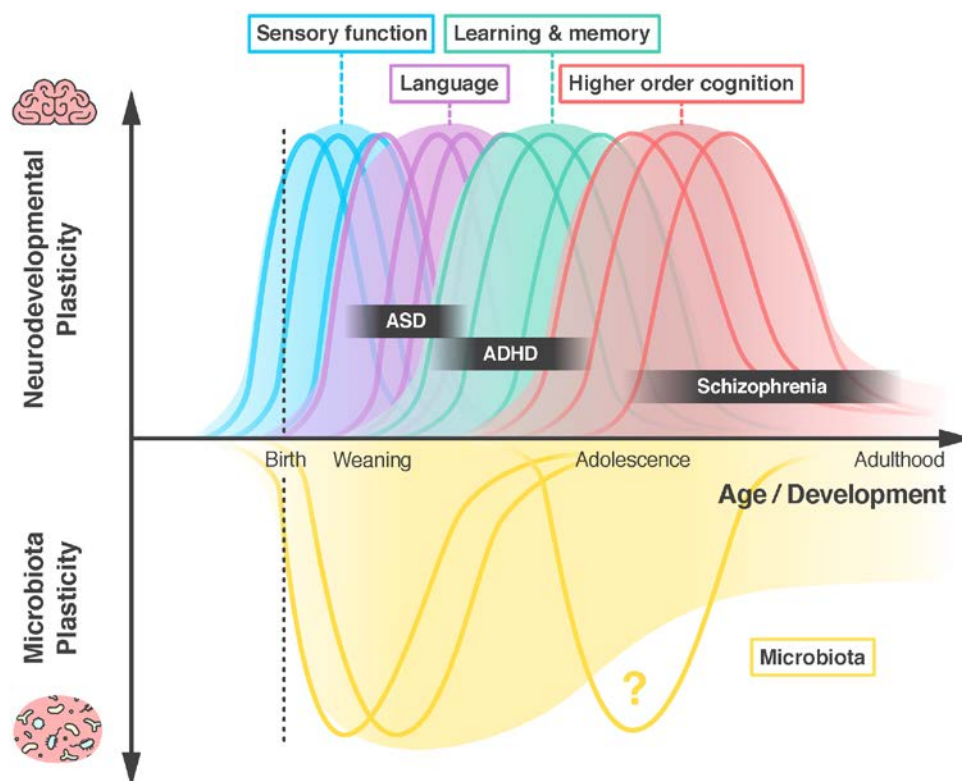 Sensory function
Learning & memory
Language
Higher order cognition
Neurodevelopmental
Plasticity
ASD
ADHD
Schizophrenia
Birth
Weaning
Adolescence
Adulthood
Age / Development
Microbiota
Plasticity
Microbiota
?